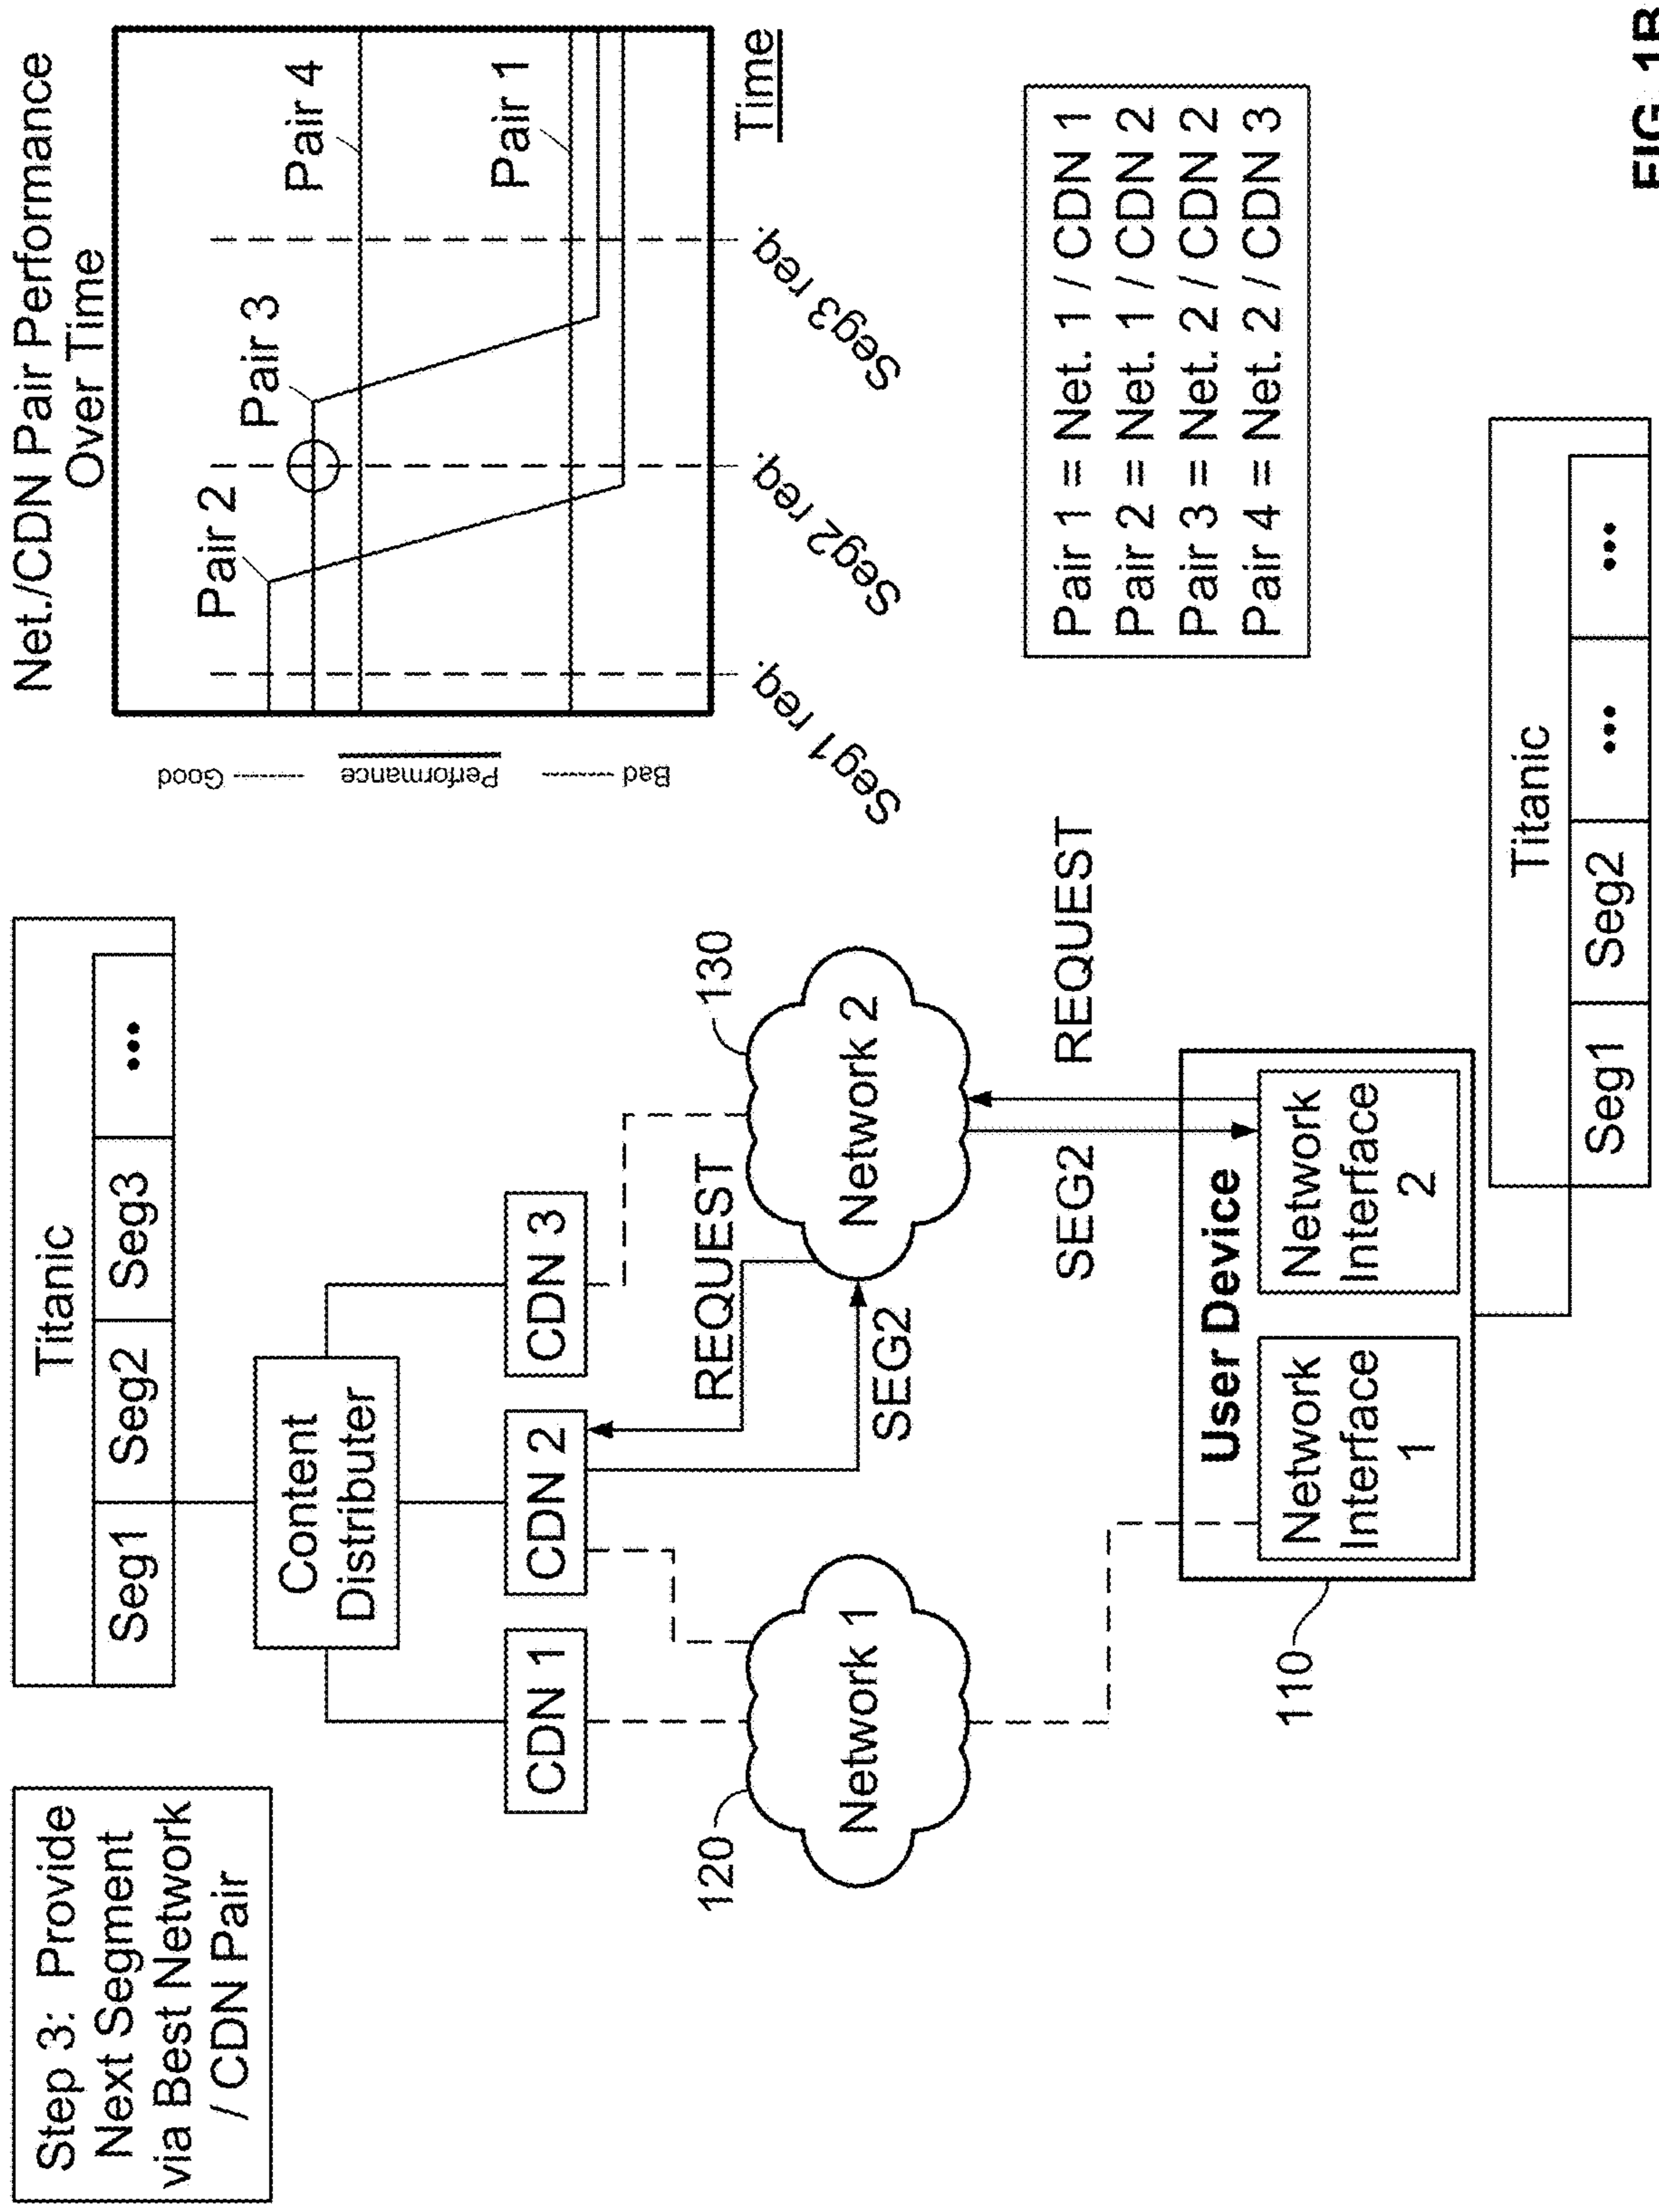 Step 3: Provide
Next Segment
via Best Network
/ CDN Pair
Titanic
Seg1 Seg2 Seg3 •••
Content
Distributer
CDN 1 CDN 2 CDN 3
REQUEST
SEG2
120
Network 1
130
Network 2
SEG2
REQUEST
110
User Device
Network
Interface
1
Network
Interface
2
Titanic
Seg1 Seg2 ••• •••
Net./CDN Pair Performance
Over Time
Good
Performance
Bad
Pair 2
Pair 3
Pair 4
Pair 1
Seg1 req.
Seg2 req.
Seg3 req.
Time
Pair 1 = Net. 1 / CDN 1
Pair 2 = Net. 1 / CDN 2
Pair 3 = Net. 2 / CDN 2
Pair 4 = Net. 2 / CDN 3
FIG. 1B